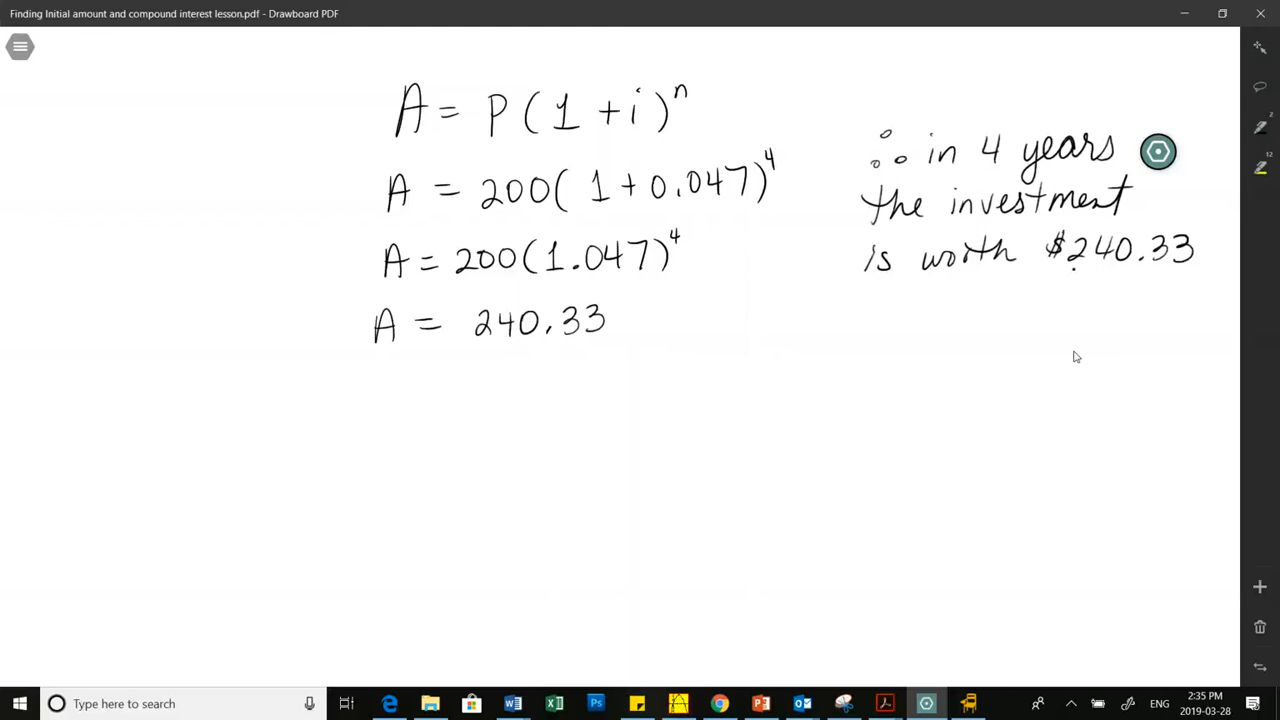 Finding Initial amount and compound interest lesson.pdf - Drawboard PDF
A = P(1 + i)^n
A = 200(1 + 0.047)^4
A = 200(1.047)^4
A = 240.33
∴ in 4 years
the investment
is worth $240.33
Type here to search
ENG
2:35 PM
2019-03-28